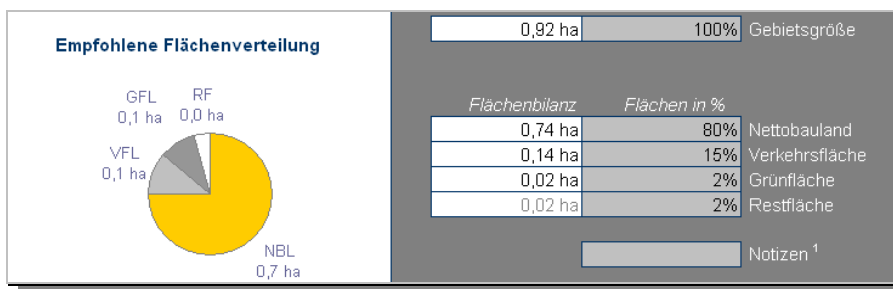 Empfohlene Flächenverteilung
GFL
0,1 ha
RF
0,0 ha
VFL
0,1 ha
NBL
0,7 ha
0,92 ha 100% Gebietsgröße
Flächenbilanz Flächen in %
0,74 ha 80% Nettobauland
0,14 ha 15% Verkehrsfläche
0,02 ha 2% Grünfläche
0,02 ha 2% Restfläche
Notizen ¹